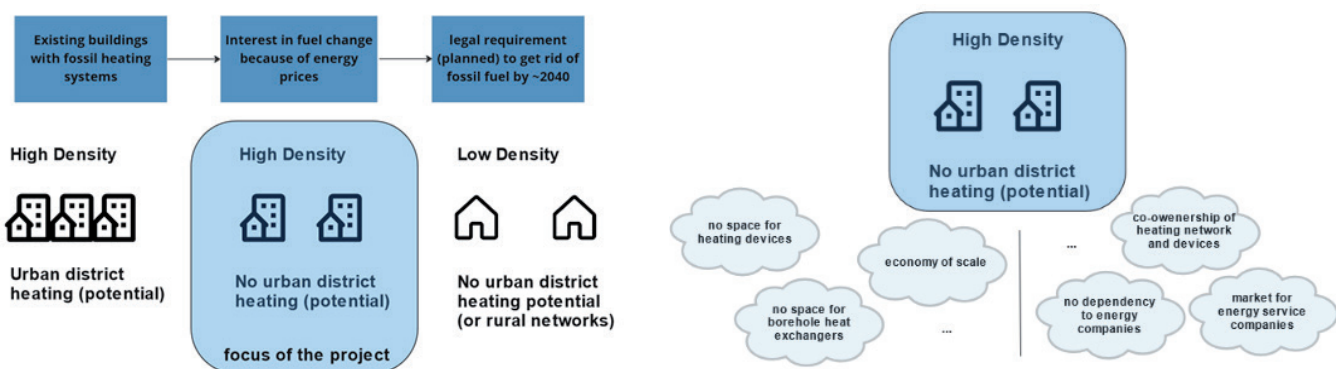 Existing buildings
with fossil heating
systems
Interest in fuel change
because of energy
prices
legal requirement
(planned) to get rid of
fossil fuel by ~2040
High Density
Urban district
heating (potential)
High Density
No urban district
heating (potential)
focus of the project
Low Density
No urban district
heating potential
(or rural networks)
High Density
No urban district
heating (potential)
no space for
heating devices
economy of scale
no space for
borehole heat
exchangers
...
...
co-owenership of
heating network
and devices
no dependency
to energy
companies
market for
energy service
companies